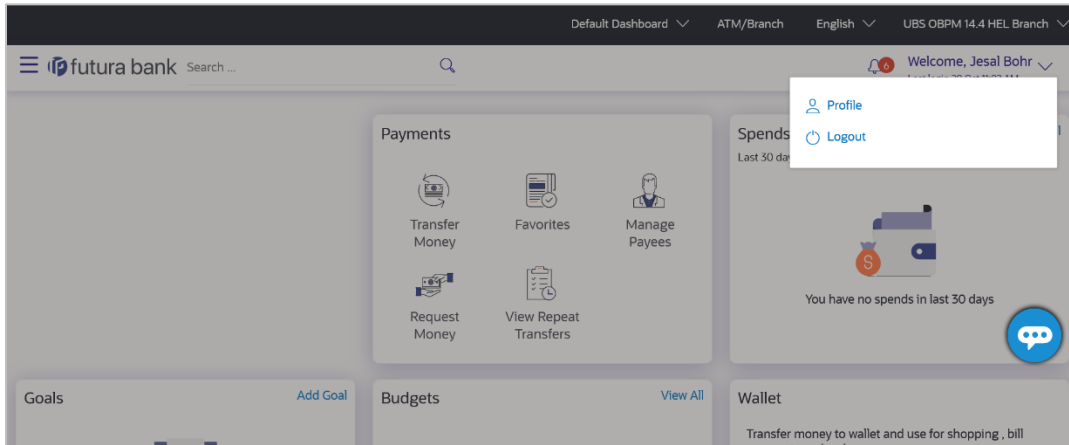 Default Dashboard ATM/Branch English UBS OBPM 14.4 HEL Branch
futura bank Search ... 6 Welcome, Jesal Bohr
Profile
Logout
Payments
Transfer
Money
Favorites
Manage
Payees
Request
Money
View Repeat
Transfers
Spends
Last 30
You have no spends in last 30 days
Goals Add Goal
Budgets View All
Wallet
Transfer money to wallet and use for shopping , bill